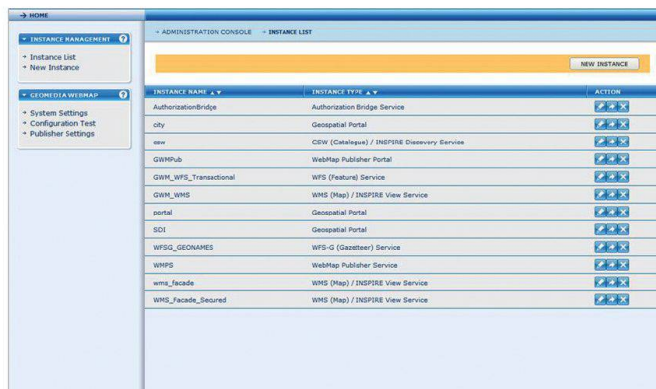 → HOME
INSTANCE MANAGEMENT ?
→ Instance List
→ New Instance
GEOMEDIA WEBMAP ?
→ System Settings
→ Configuration Test
→ Publisher Settings
→ ADMINISTRATION CONSOLE → INSTANCE LIST
NEW INSTANCE
INSTANCE NAME ▲▼ INSTANCE TYPE ▲▼ ACTION
AuthorizationBridge Authorization Bridge Service
city Geospatial Portal
csw CSW (Catalogue) / INSPIRE Discovery Service
GWMPub WebMap Publisher Portal
GWM_WFS_Transactional WFS (Feature) Service
GWM_WMS WMS (Map) / INSPIRE View Service
portal Geospatial Portal
SDI Geospatial Portal
WFSG_GEONAMES WFS-G (Gazetteer) Service
WMPS WebMap Publisher Service
wms_facade WMS (Map) / INSPIRE View Service
WMS_Facade_Secured WMS (Map) / INSPIRE View Service